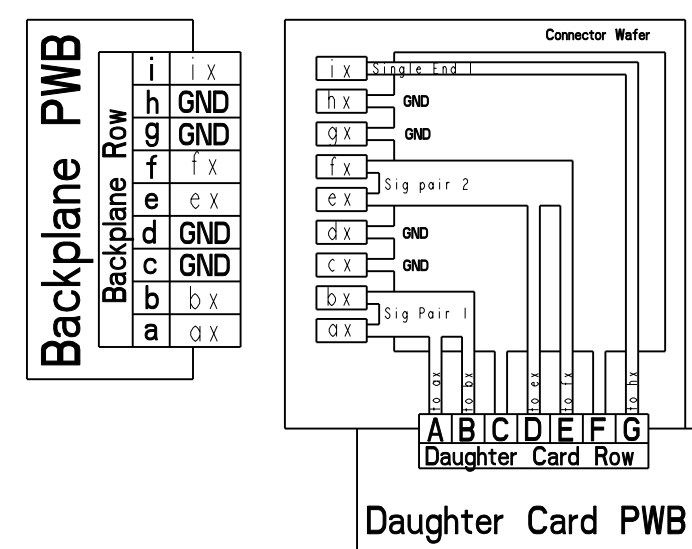 Backplane PWB
Backplane Row
i ix
h GND
g GND
f fx
e ex
d GND
c GND
b bx
a ax
Connector Wafer
ix Single End 1
hx GND
gx GND
fx
Sig pair 2
ex
dx GND
cx GND
bx
Sig Pair 1
ax
to ax
to bx
to ex
to fx
to hx
A B C D E F G
Daughter Card Row
Daughter Card PWB